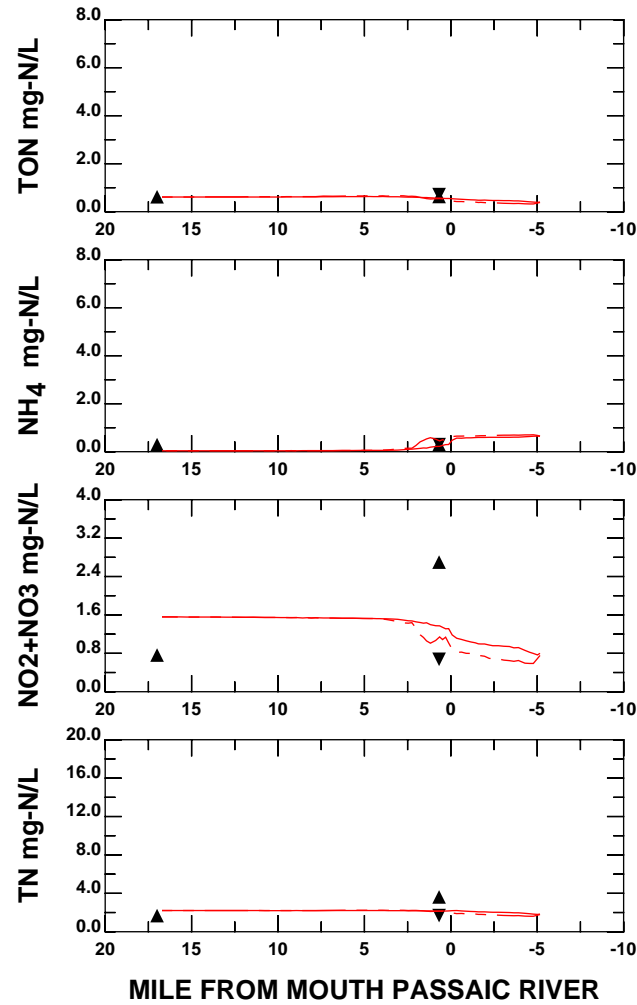 TON mg-N/L
8.0
6.0
4.0
2.0
0.0
20 15 10 5 0 -5 -10
NH4 mg-N/L
8.0
6.0
4.0
2.0
0.0
20 15 10 5 0 -5 -10
NO2+NO3 mg-N/L
4.0
3.2
2.4
1.6
0.8
0.0
20 15 10 5 0 -5 -10
TN mg-N/L
20.0
16.0
12.0
8.0
4.0
0.0
20 15 10 5 0 -5 -10
MILE FROM MOUTH PASSAIC RIVER